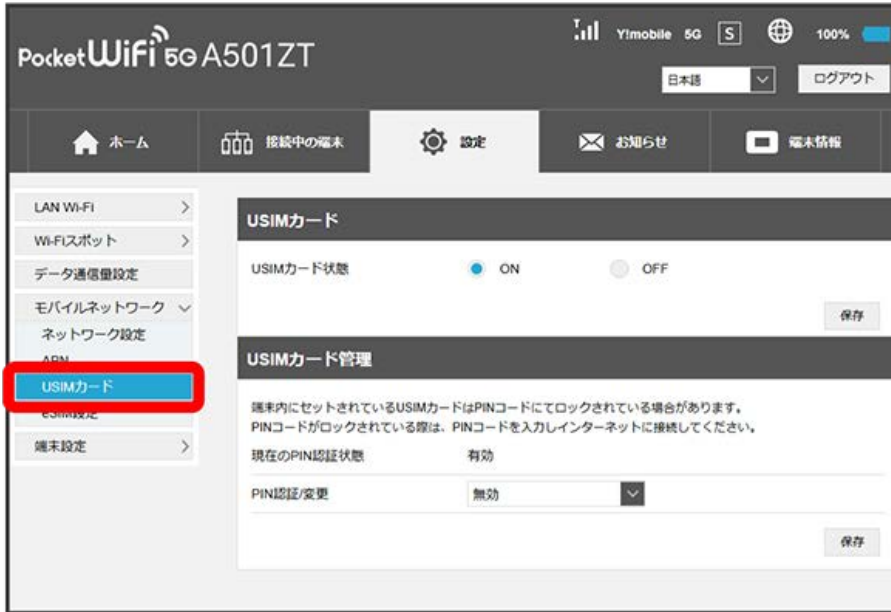 Pocket WiFi 5G A501ZT
Y!mobile 5G S 100%
日本語 ログアウト
ホーム 接続中の端末 設定 お知らせ 端末情報
LAN Wi-Fi
Wi-Fiスポット
データ通信量設定
モバイルネットワーク
ネットワーク設定
APN
USIMカード
eSIM設定
端末設定
USIMカード
USIMカード状態 ON OFF
保存
USIMカード管理
端末内にセットされているUSIMカードはPINコードにてロックされている場合があります。
PINコードがロックされている際は、PINコードを入力しインターネットに接続してください。
現在のPIN認証状態 有効
PIN認証/変更 無効
保存